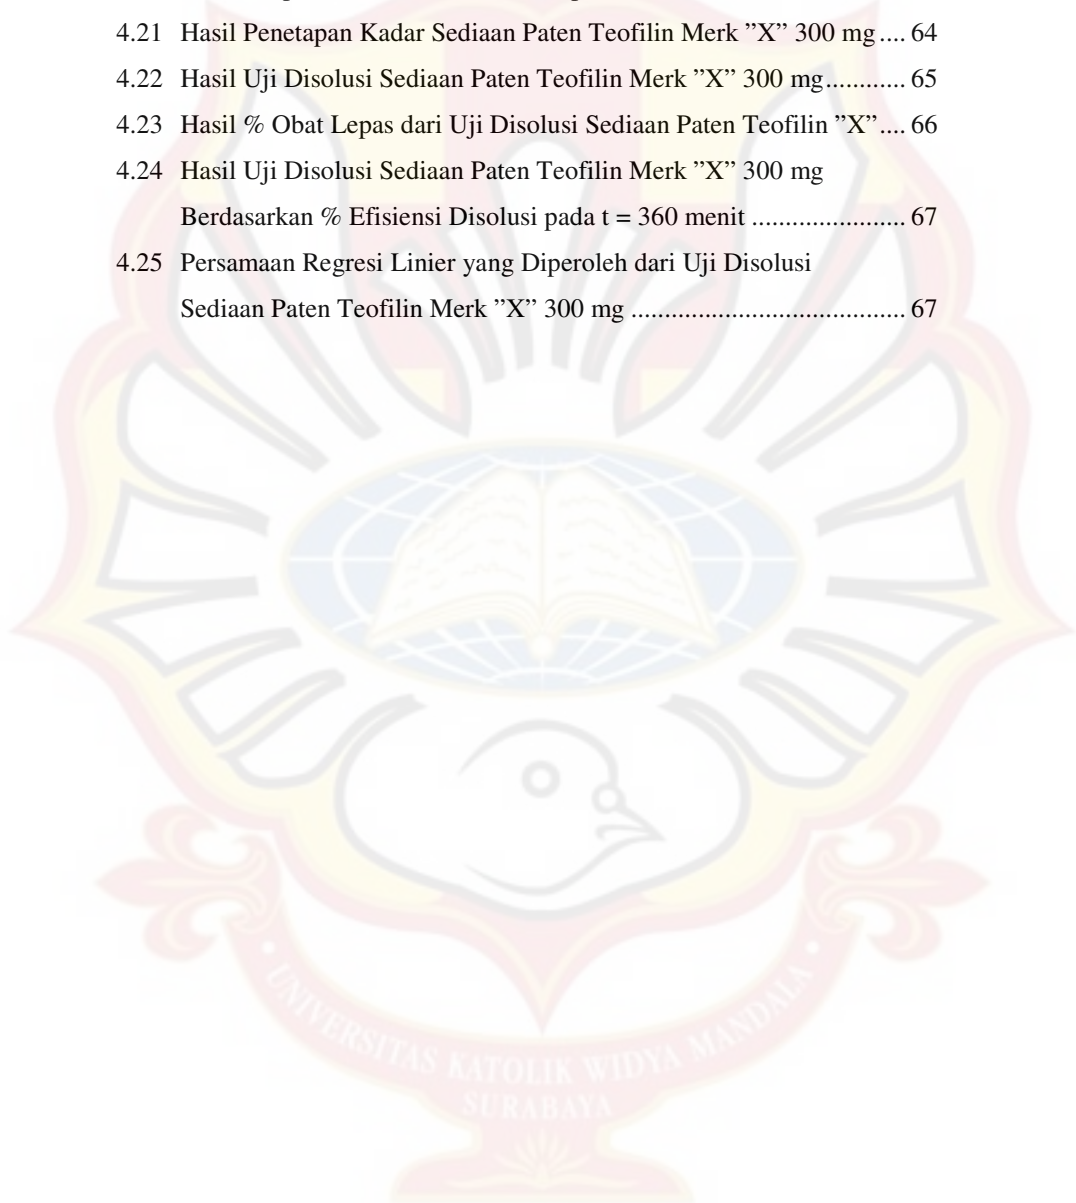 4.21 Hasil Penetapan Kadar Sediaan Paten Teofilin Merk ”X” 300 mg .... 64
4.22 Hasil Uji Disolusi Sediaan Paten Teofilin Merk ”X” 300 mg............ 65
4.23 Hasil % Obat Lepas dari Uji Disolusi Sediaan Paten Teofilin ”X”.... 66
4.24 Hasil Uji Disolusi Sediaan Paten Teofilin Merk ”X” 300 mg
Berdasarkan % Efisiensi Disolusi pada t = 360 menit ....................... 67
4.25 Persamaan Regresi Linier yang Diperoleh dari Uji Disolusi
Sediaan Paten Teofilin Merk ”X” 300 mg ......................................... 67
UNIVERSITAS KATOLIK WIDYA MANDALA
SURABAYA